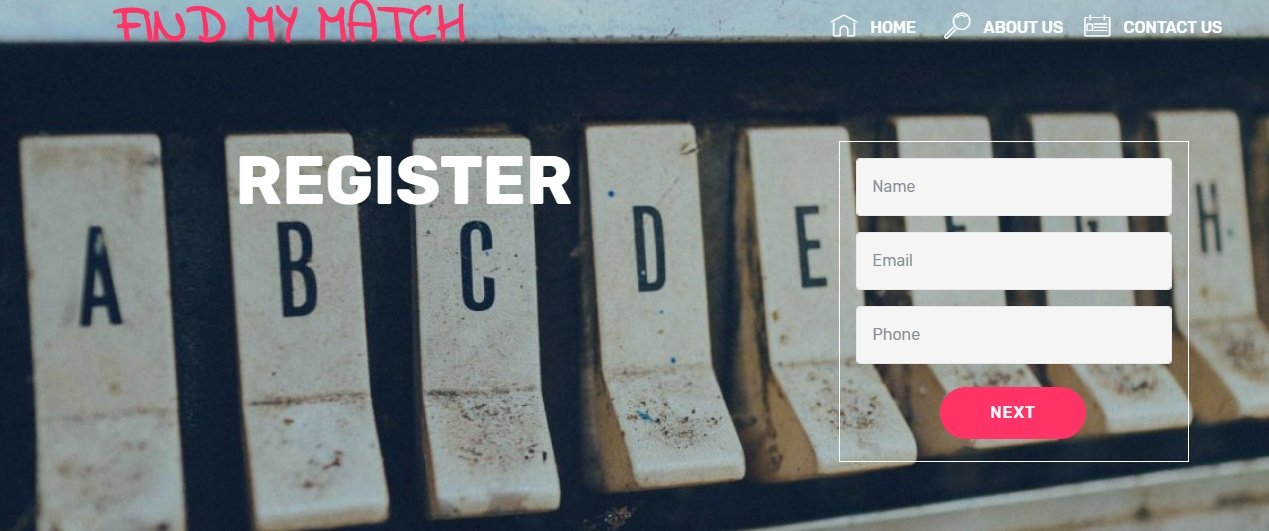 FIND MY MATCH
HOME
ABOUT US
CONTACT US
REGISTER
Name
Email
Phone
NEXT
A B C D E H